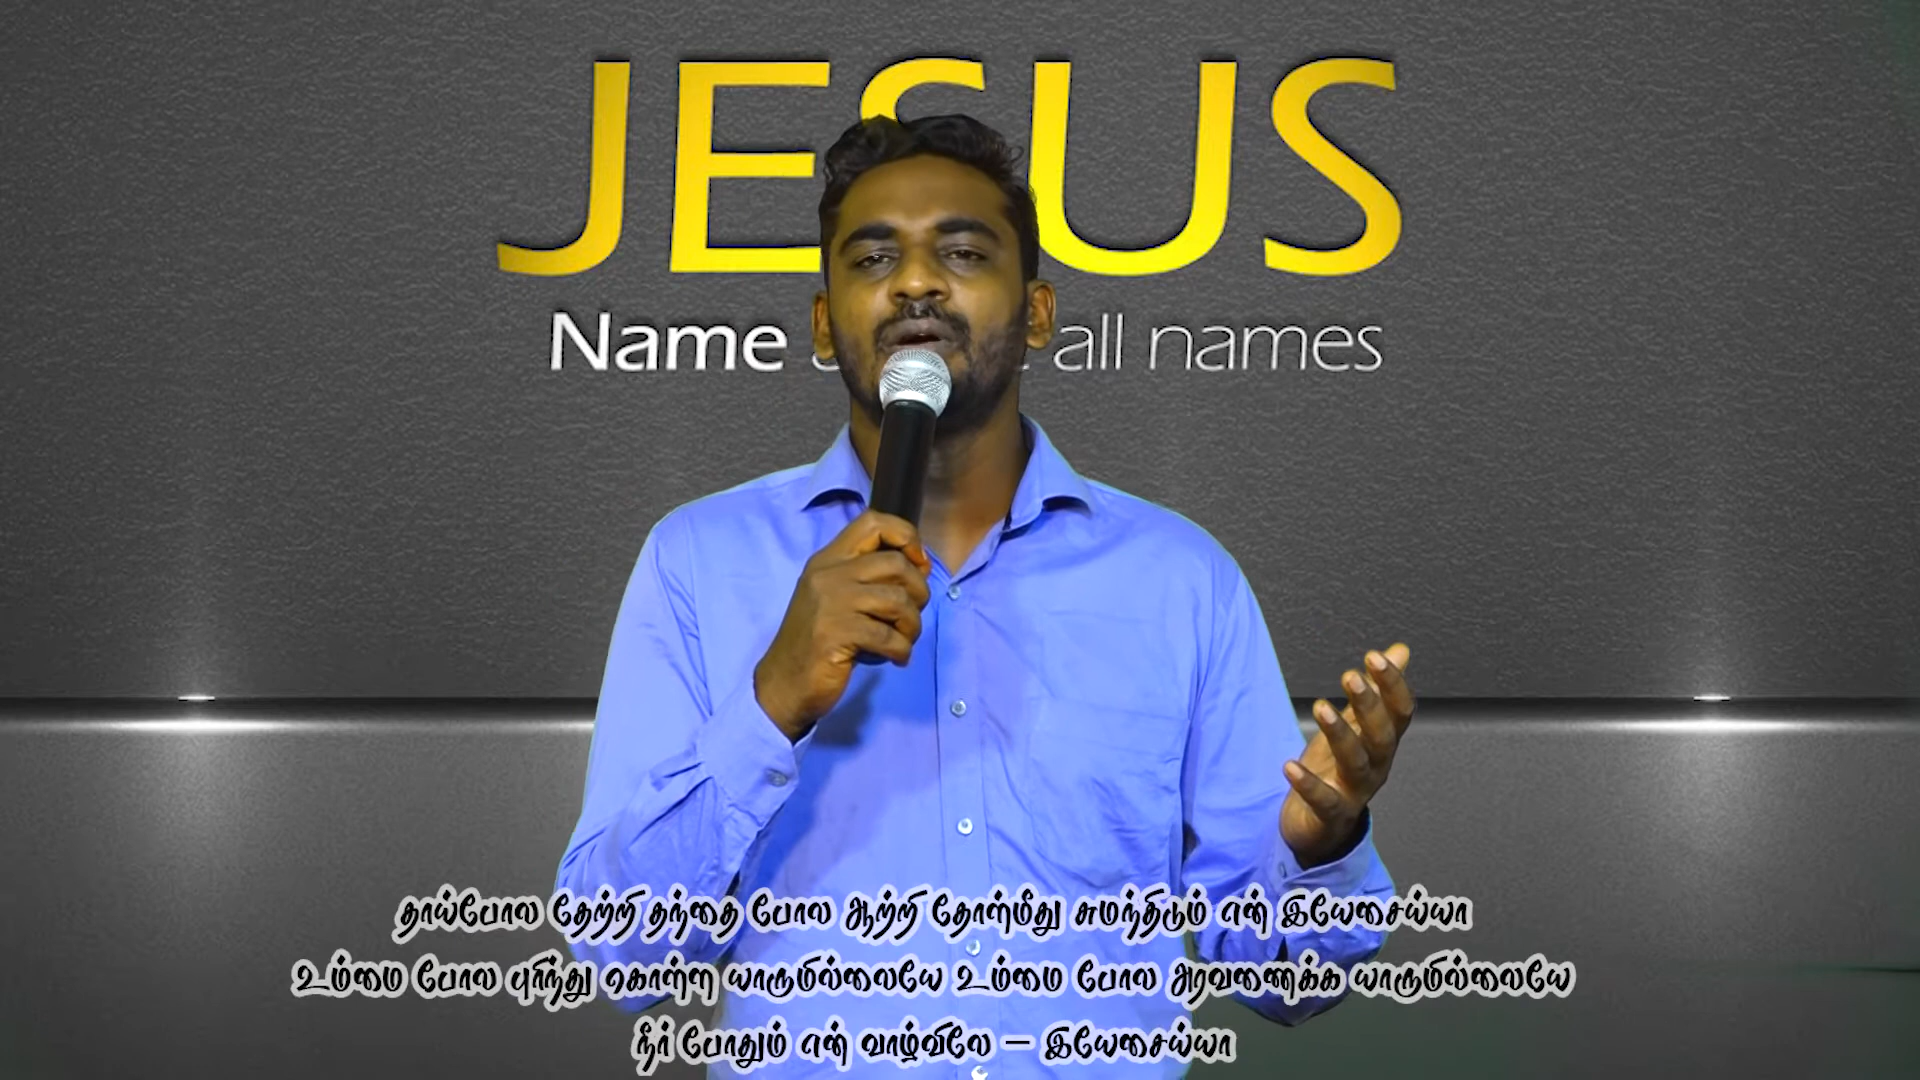 JESUS
Name all names
தாய்போல தேற்றி தந்தை போல ஆற்றி தோள்மீது சுமந்திடும் என் இயேசைய்யா
உம்மை போல புரிந்து கொள்ள யாருமில்லையே உம்மை போல அரவணைக்க யாருமில்லையே
நீர் போதும் என் வாழ்விலே – இயேசைய்யா